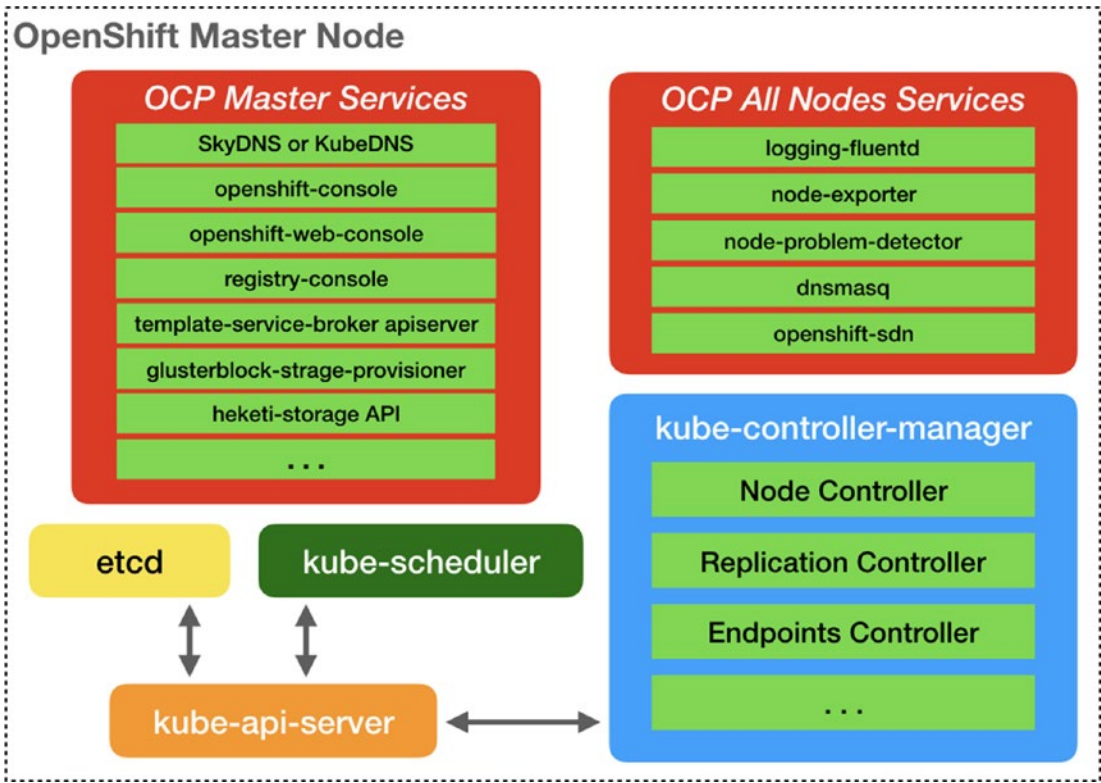 OpenShift Master Node
OCP Master Services
SkyDNS or KubeDNS
openshift-console
openshift-web-console
registry-console
template-service-broker apiserver
glusterblock-strage-provisioner
heketi-storage API
...
OCP All Nodes Services
logging-fluentd
node-exporter
node-problem-detector
dnsmasq
openshift-sdn
kube-controller-manager
Node Controller
Replication Controller
Endpoints Controller
...
etcd
kube-scheduler
kube-api-server